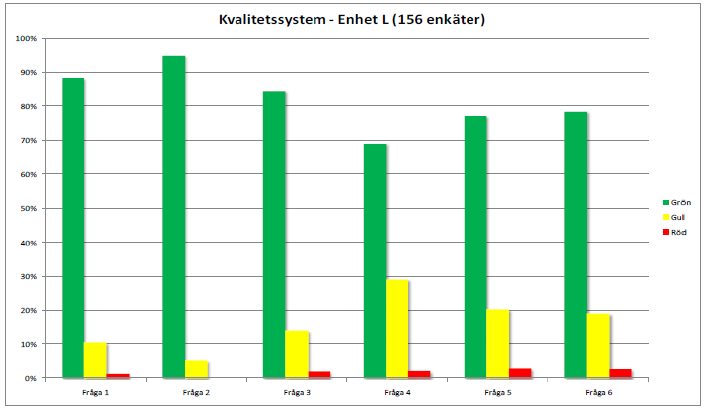 Kvalitetssystem - Enhet L (156 enkäter)
100%
90%
80%
70%
60%
50%
40%
30%
20%
10%
0%
Fråga 1
Fråga 2
Fråga 3
Fråga 4
Fråga 5
Fråga 6
Grön
Gul
Röd